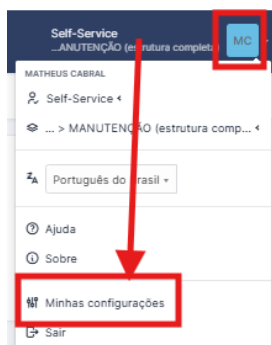 Self-Service
...ANUTENÇÃO (estrutura completa)
MC
MATHEUS CABRAL
Self-Service
... > MANUTENÇÃO (estrutura comp...
Português do Brasil
Ajuda
Sobre
Minhas configurações
Sair